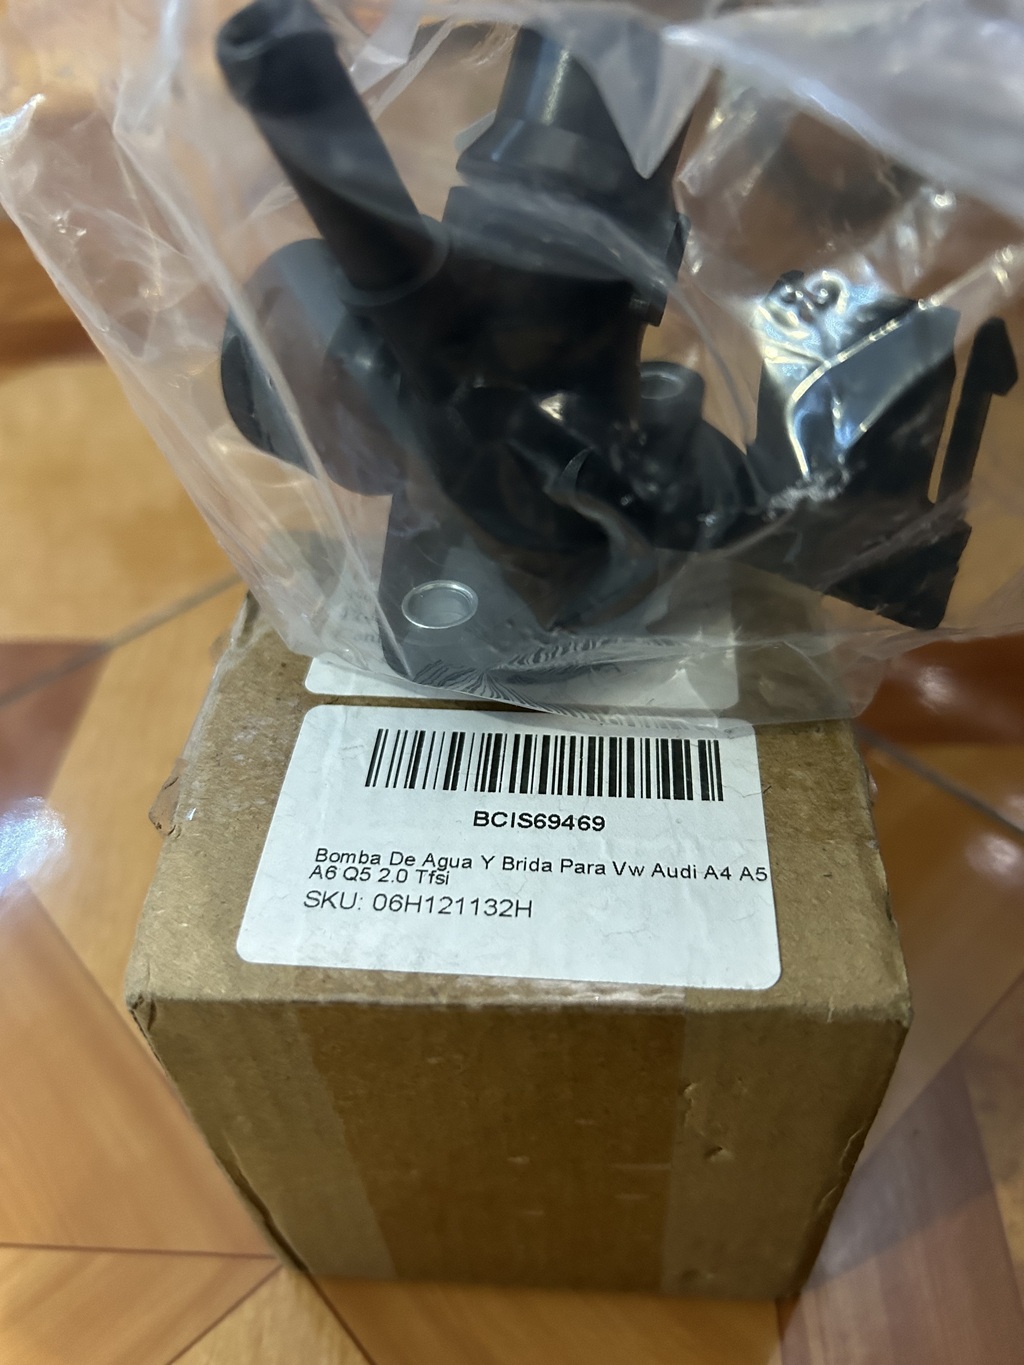 BCIS69469
Bomba De Agua Y Brida Para Vw Audi A4 A5
A6 Q5 2.0 Tfsi
SKU: 06H121132H